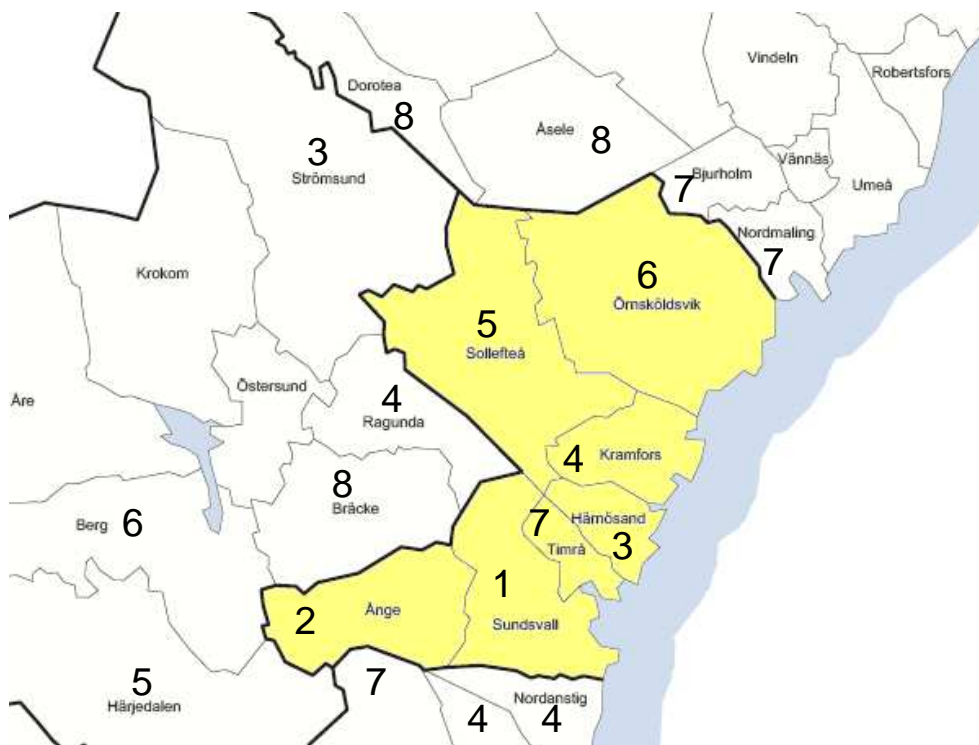 Vindeln
Robertsfors
Dorotea
8
Åsele
8
3
Strömsund
Vännäs
7
Bjurholm
Umeå
Nordmaling
7
Krokom
6
Örnsköldsvik
5
Sollefteå
Östersund
Åre
4
Ragunda
4
Kramfors
8
Bräcke
Berg
6
7
Härnösand
Timrå
3
1
Sundsvall
2
Ånge
5
Härjedalen
7
4
Nordanstig
4